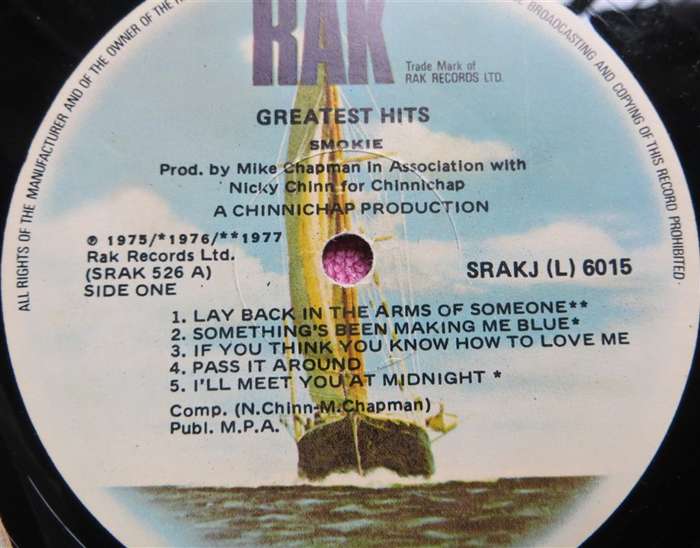 ALL RIGHTS OF THE MANUFACTURER AND OF THE OWNER OF THE
BROADCASTING AND COPYING OF THIS RECORD PROHIBITED
RAK
Trade Mark of
RAK RECORDS LTD.
GREATEST HITS
SMOKIE
Prod. by Mike Chapman in Association with
Nicky Chinn for Chinnichap
A CHINNICHAP PRODUCTION
℗ 1975/*1976/**1977
Rak Records Ltd.
(SRAK 526 A)
SIDE ONE
SRAKJ (L) 6015
1. LAY BACK IN THE ARMS OF SOMEONE**
2. SOMETHING'S BEEN MAKING ME BLUE*
3. IF YOU THINK YOU KNOW HOW TO LOVE ME
4. PASS IT AROUND
5. I'LL MEET YOU AT MIDNIGHT *
Comp. (N.Chinn-M.Chapman)
Publ. M.P.A.